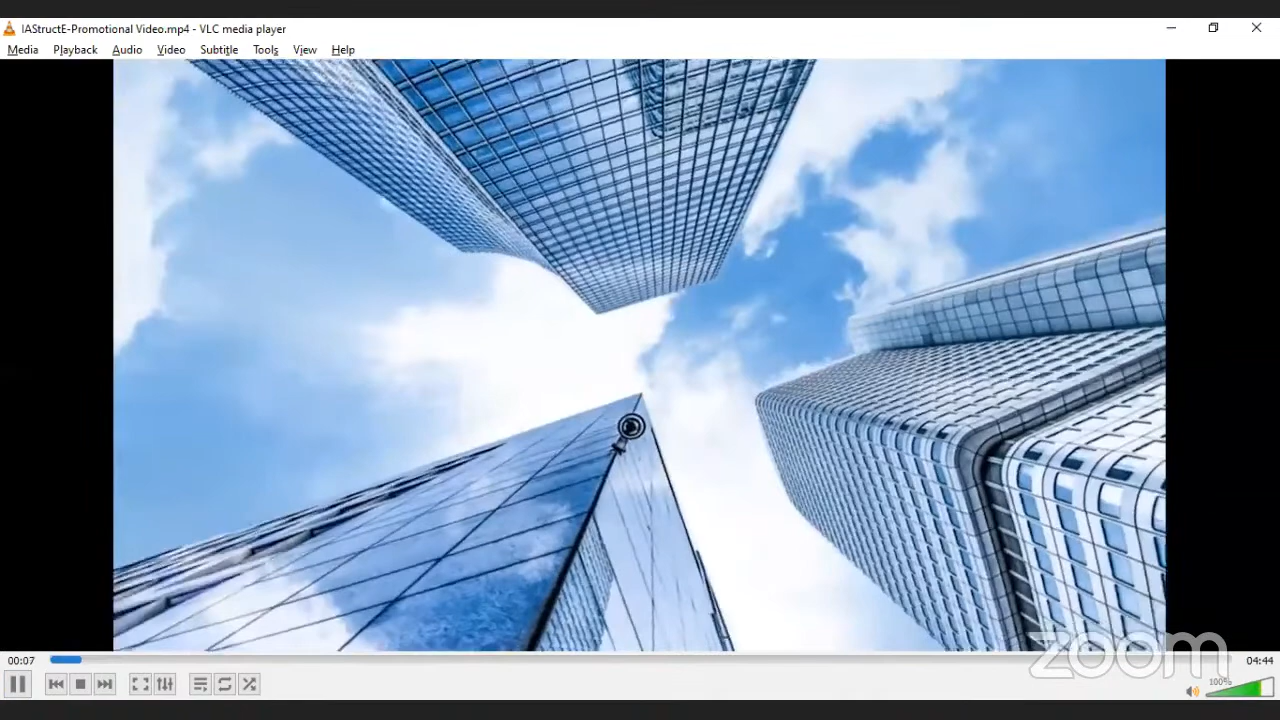 IAStructE-Promotional Video.mp4 - VLC media player
Media Playback Audio Video Subtitle Tools View Help
zoom
00:07
04:44
100%